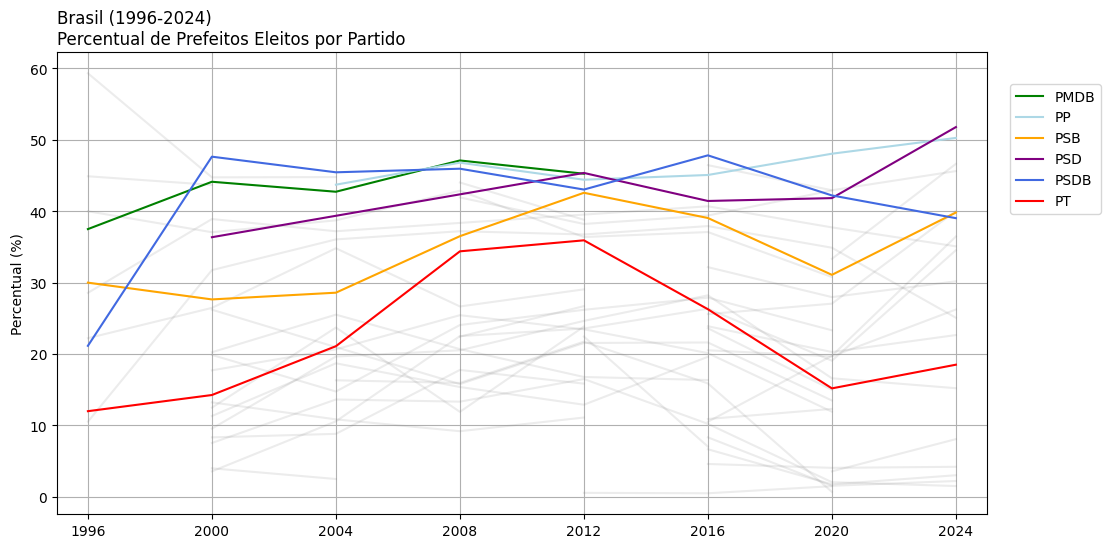 Brasil (1996-2024)
Percentual de Prefeitos Eleitos por Partido
Percentual (%)
60
50
40
30
20
10
0
1996 2000 2004 2008 2012 2016 2020 2024
PMDB
PP
PSB
PSD
PSDB
PT